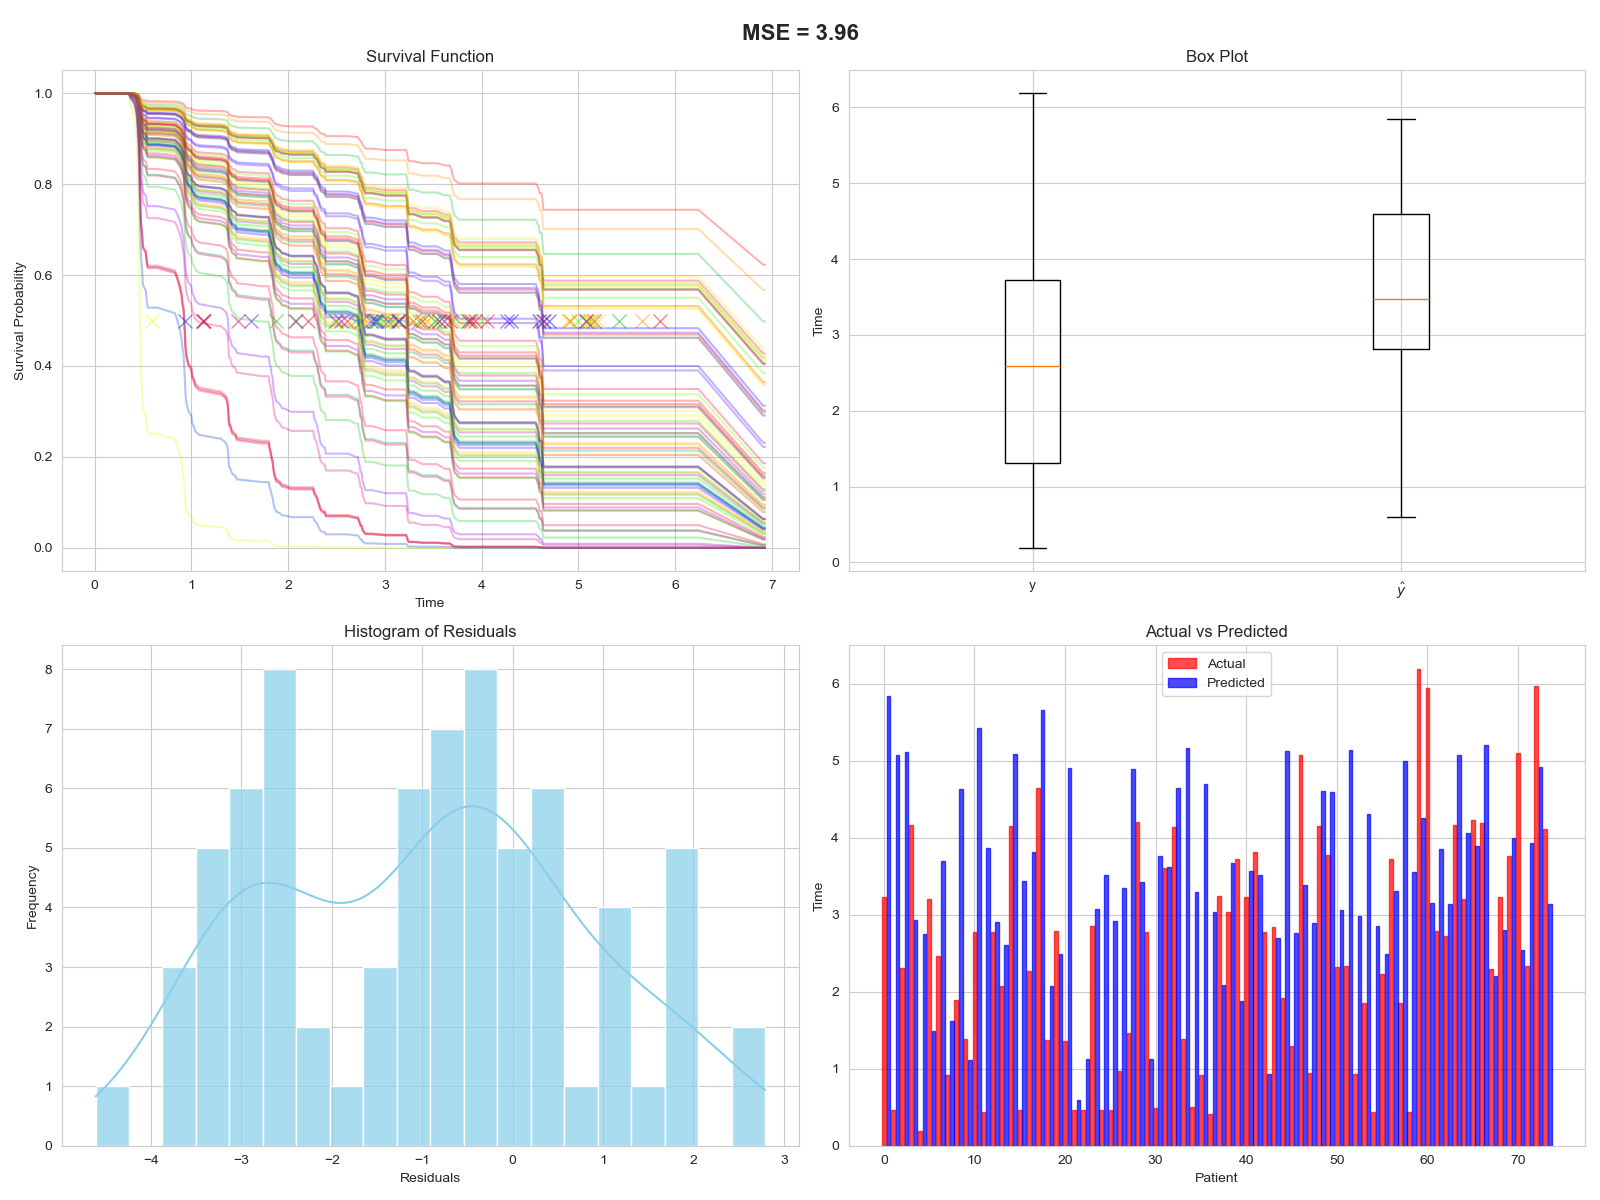 MSE = 3.96
Survival Function
Survival Probability
1.0
0.8
0.6
0.4
0.2
0.0
0 1 2 3 4 5 6 7
Time
Box Plot
Time
6
5
4
3
2
1
0
y ŷ
Histogram of Residuals
Frequency
8
7
6
5
4
3
2
1
0
−4 −3 −2 −1 0 1 2 3
Residuals
Actual vs Predicted
Actual
Predicted
Time
6
5
4
3
2
1
0
0 10 20 30 40 50 60 70
Patient